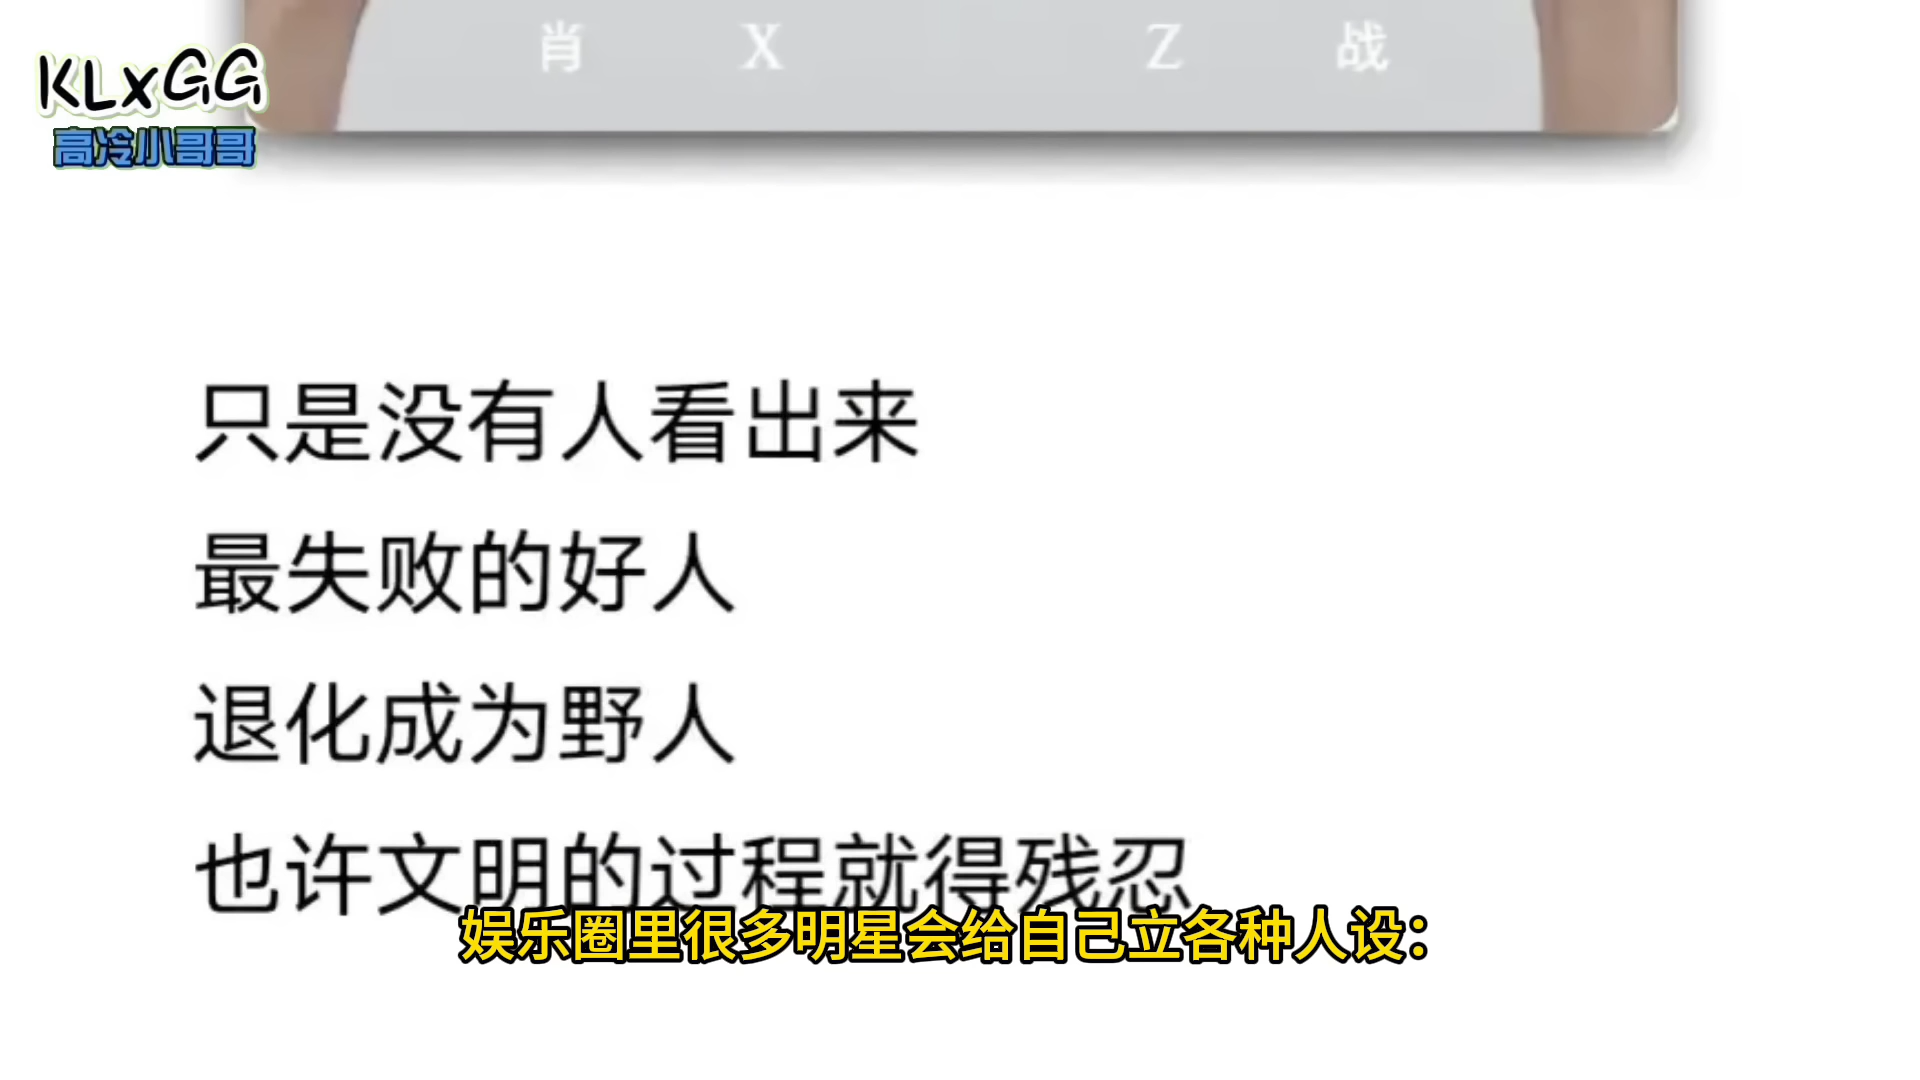 肖 X Z 战
KLxGG
高冷小哥哥
只是没有人看出来
最失败的好人
退化成为野人
也许文明的过程就得残忍
娱乐圈里很多明星会给自己立各种人设：